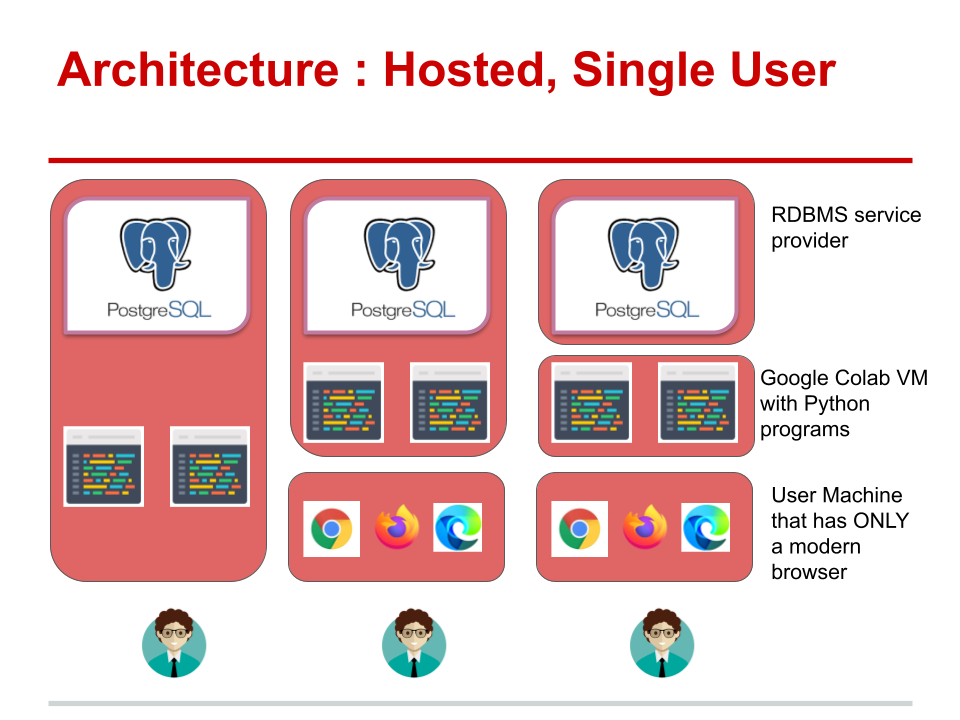 Architecture : Hosted, Single User
PostgreSQL
PostgreSQL
PostgreSQL
RDBMS service
provider
Google Colab VM
with Python
programs
User Machine
that has ONLY
a modern
browser